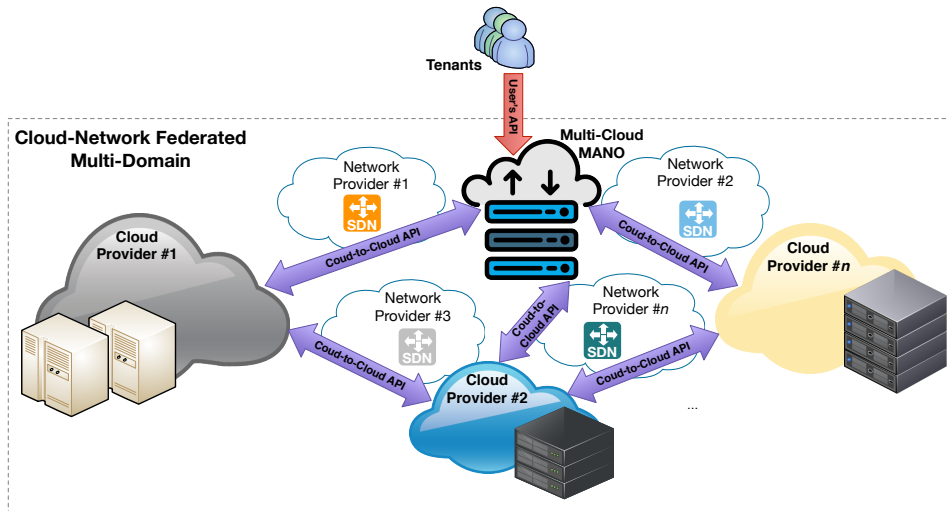 Tenants
User's API
Cloud-Network Federated
Multi-Domain
Multi-Cloud
MANO
Network
Provider #1
SDN
Network
Provider #2
SDN
Coud-to-Cloud API
Coud-to-Cloud API
Cloud
Provider #1
Cloud
Provider #n
Network
Provider #3
SDN
Coud-to-
Cloud API
Network
Provider #n
SDN
Coud-to-Cloud API
Coud-to-Cloud API
Cloud
Provider #2
...